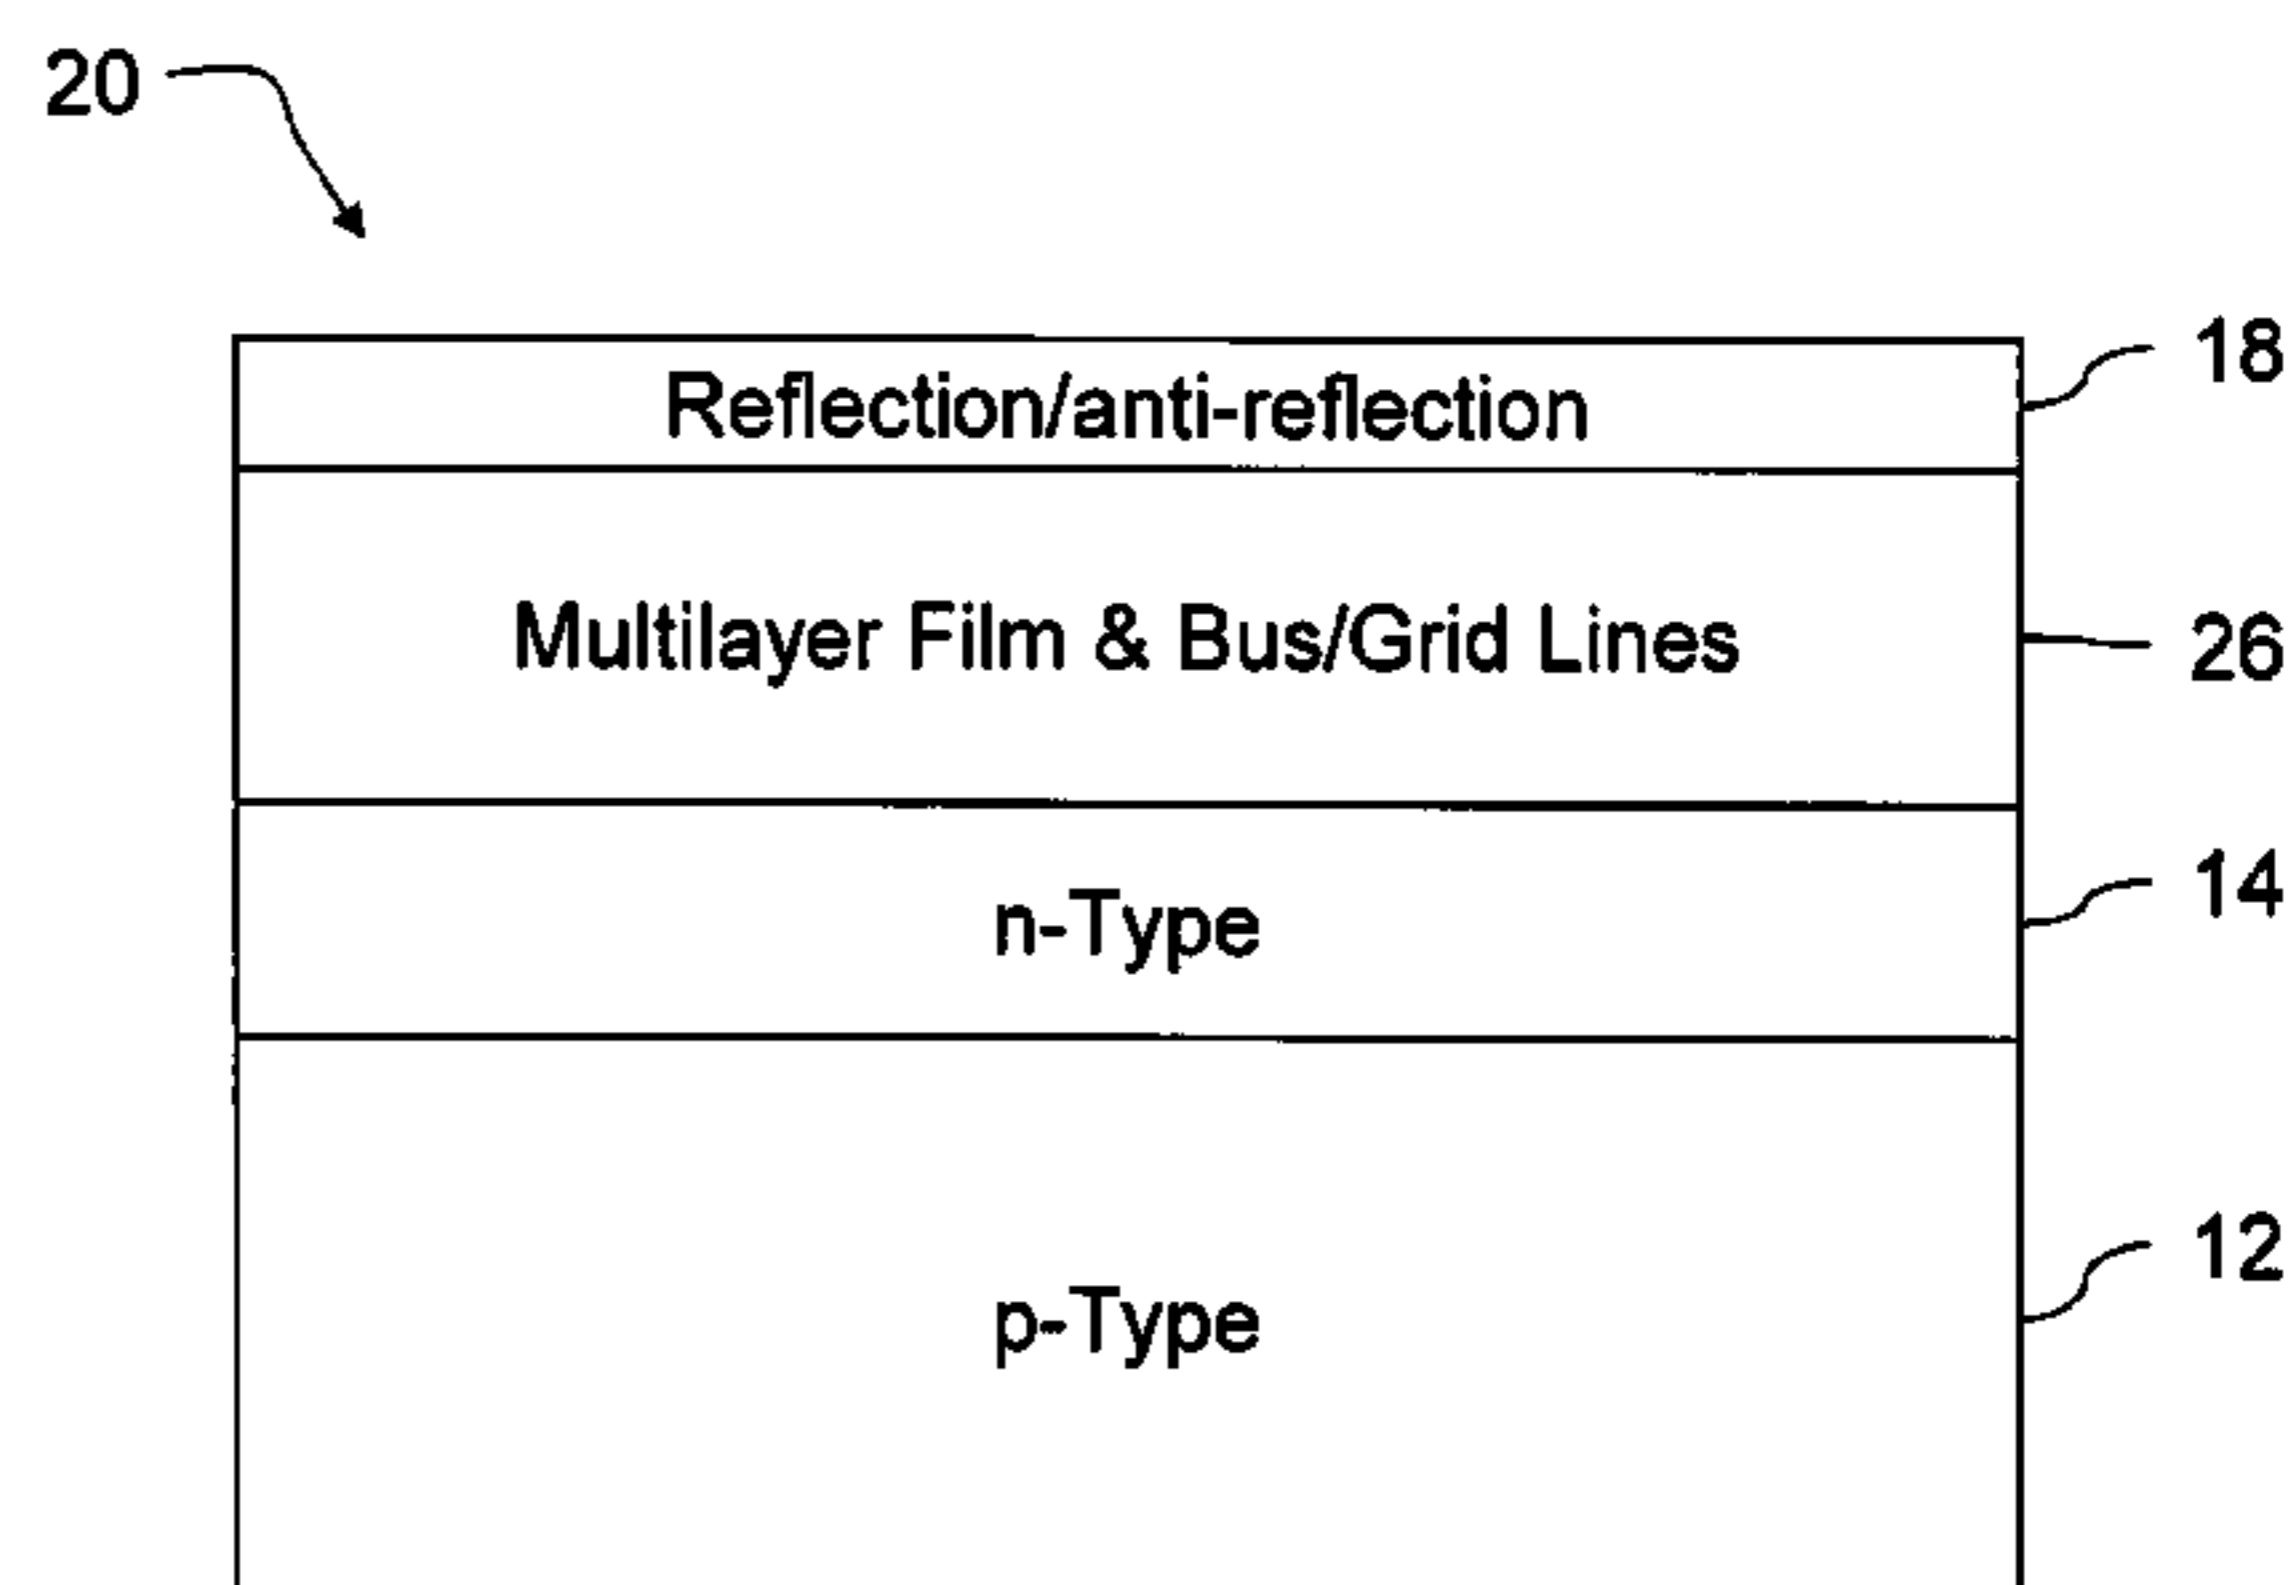 20
Reflection/anti-reflection
18
Multilayer Film & Bus/Grid Lines
26
n-Type
14
p-Type
12